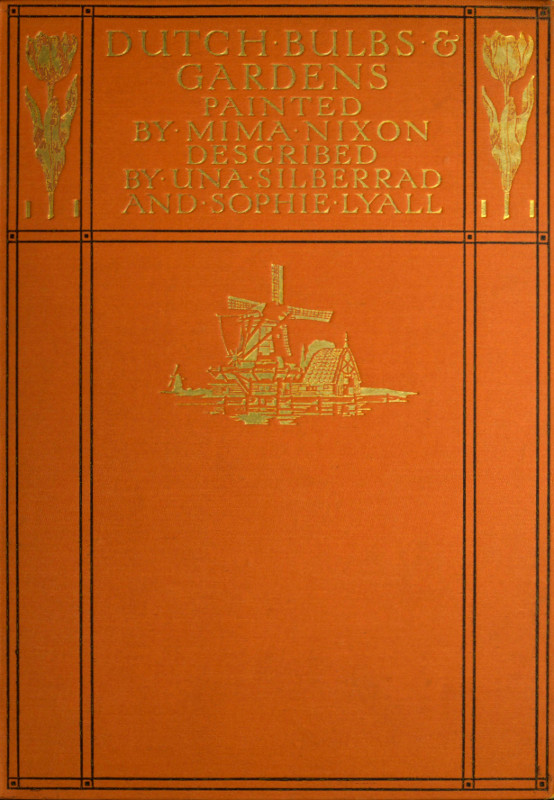 DUTCH·BULBS·&
GARDENS
PAINTED
BY·MIMA·NIXON
DESCRIBED
BY·UNA·SILBERRAD
AND·SOPHIE·LYALL